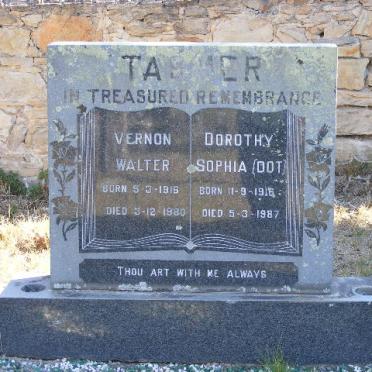 IN TREASURED REMEMBRANCE
VERNON
WALTER
BORN 5-3-1916
DIED 3-12-1980
DOROTHY
SOPHIA (DOT)
BORN 11-9-1916
DIED 5-3-1987
THOU ART WITH ME ALWAYS